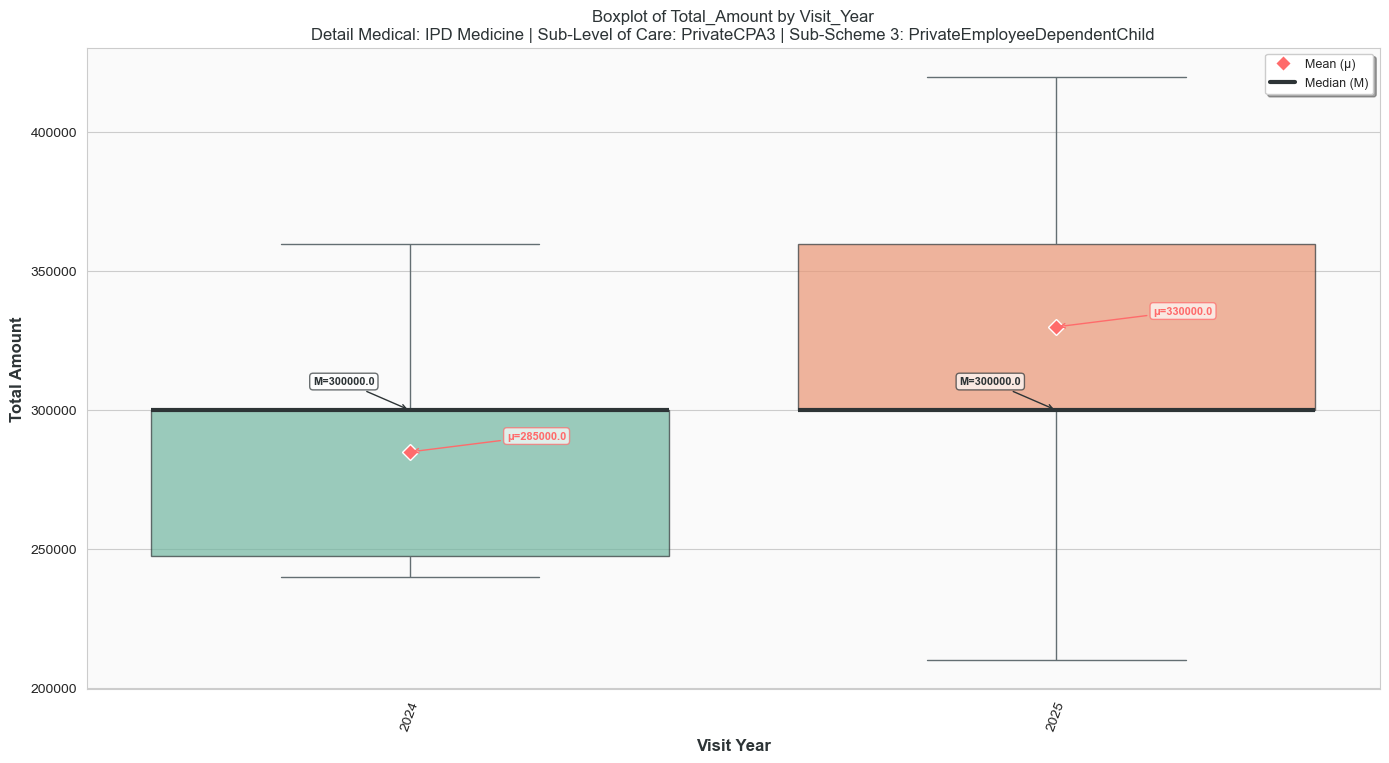 Boxplot of Total_Amount by Visit_Year
Detail Medical: IPD Medicine | Sub-Level of Care: PrivateCPA3 | Sub-Scheme 3: PrivateEmployeeDependentChild
Mean (μ)
Median (M)
Total Amount
400000
350000
300000
250000
200000
M=300000.0
μ=285000.0
μ=330000.0
M=300000.0
2024
2025
Visit Year